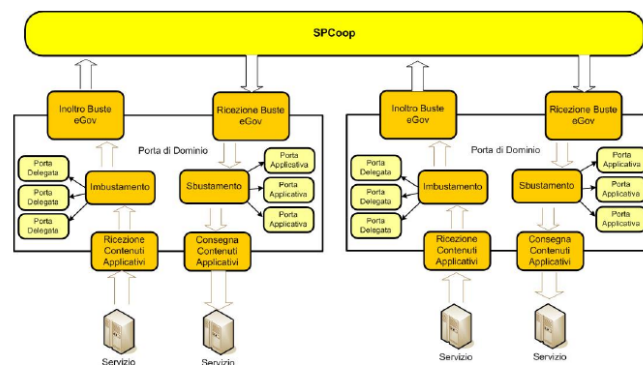 SPCoop
Inoltro Buste
eGov
Ricezione Buste
eGov
Porta di Dominio
Porta
Delegata
Porta
Delegata
Porta
Delegata
Imbustamento
Sbustamento
Porta
Applicativa
Porta
Applicativa
Porta
Applicativa
Ricezione
Contenuti
Applicativi
Consegna
Contenuti
Applicativi
Servizio
Servizio
Inoltro Buste
eGov
Ricezione Buste
eGov
Porta di Dominio
Porta
Delegata
Porta
Delegata
Porta
Delegata
Imbustamento
Sbustamento
Porta
Applicativa
Porta
Applicativa
Porta
Applicativa
Ricezione
Contenuti
Applicativi
Consegna
Contenuti
Applicativi
Servizio
Servizio